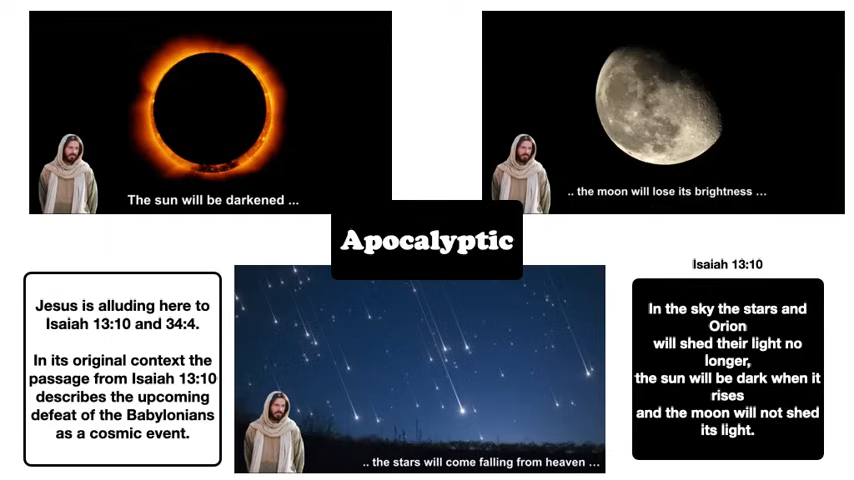 The sun will be darkened ...
.. the moon will lose its brightness ...
Apocalyptic
Jesus is alluding here to
Isaiah 13:10 and 34:4.
In its original context the
passage from Isaiah 13:10
describes the upcoming
defeat of the Babylonians
as a cosmic event.
.. the stars will come falling from heaven ...
Isaiah 13:10
In the sky the stars and
Orion
will shed their light no
longer,
the sun will be dark when it
rises
and the moon will not shed
its light.